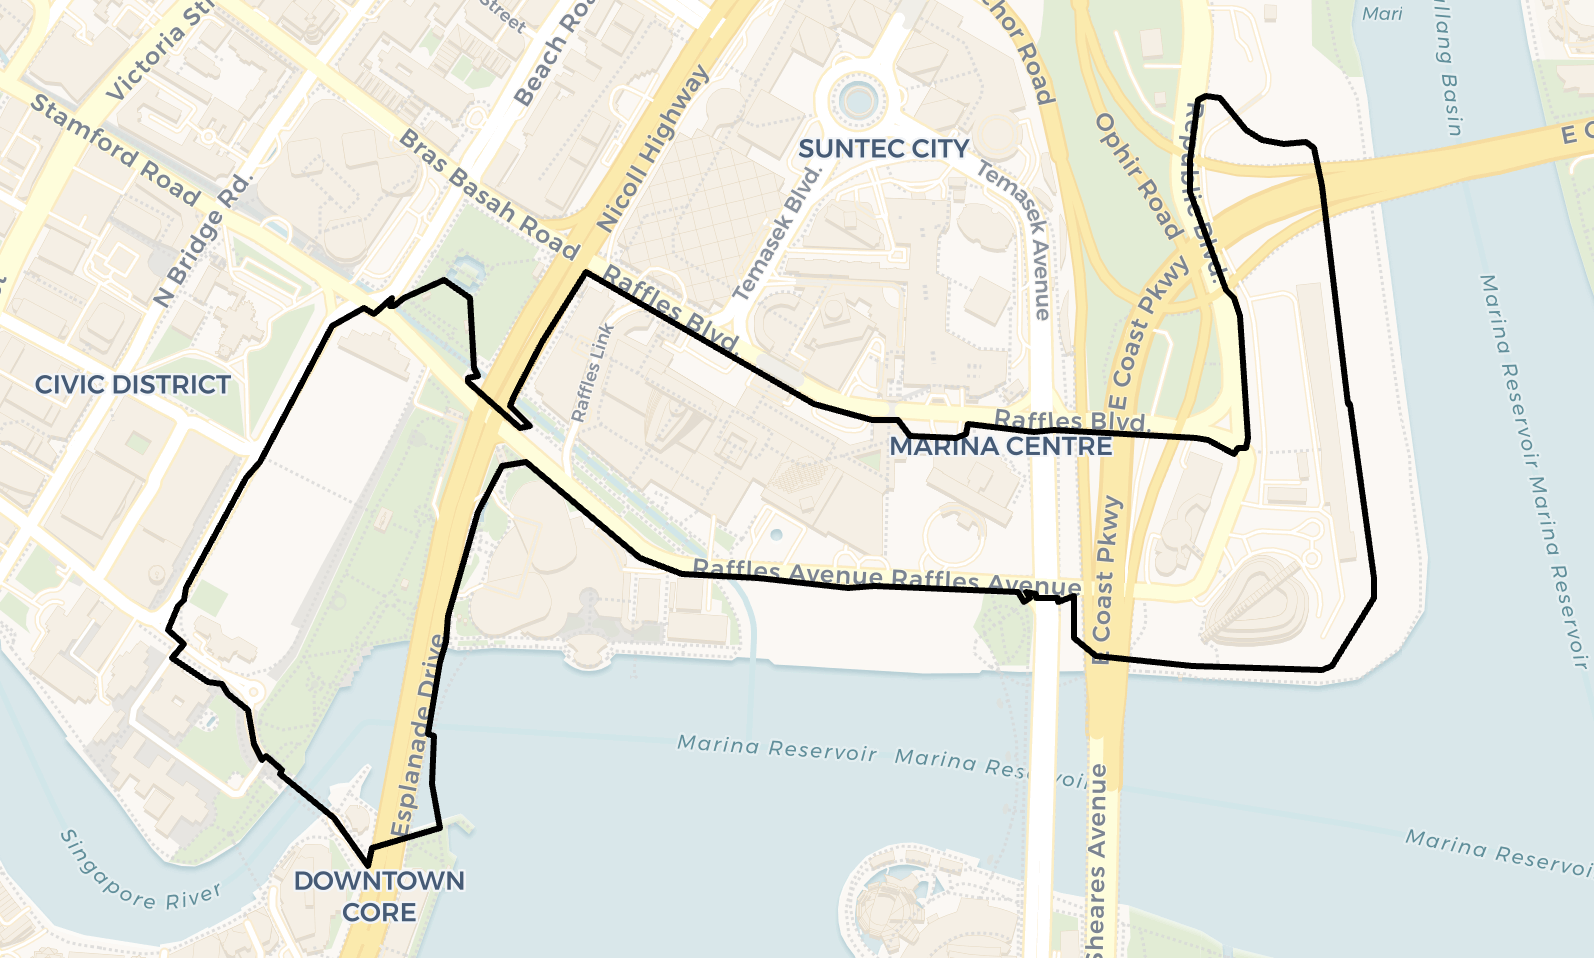 Victoria St
Street
Beach Roa
Nicoll Highway
chor Road
Mari
allang Basin
E C
Stamford Road
Bras Basah Road
N Bridge Rd.
SUNTEC CITY
Ophir Road
Republic Blvd.
Temasek Blvd.
Temasek Avenue
Raffles Blvd.
Raffles Link
E Coast Pkwy
Marina Reservoir Marina Reservoir
CIVIC DISTRICT
Raffles Blvd.
MARINA CENTRE
E Coast Pkwy
Raffles Avenue Raffles Avenue
Esplanade Drive
Marina Reservoir Marina Reservoir
Sheares Avenue
Marina Reservoi
Singapore River
DOWNTOWN
CORE